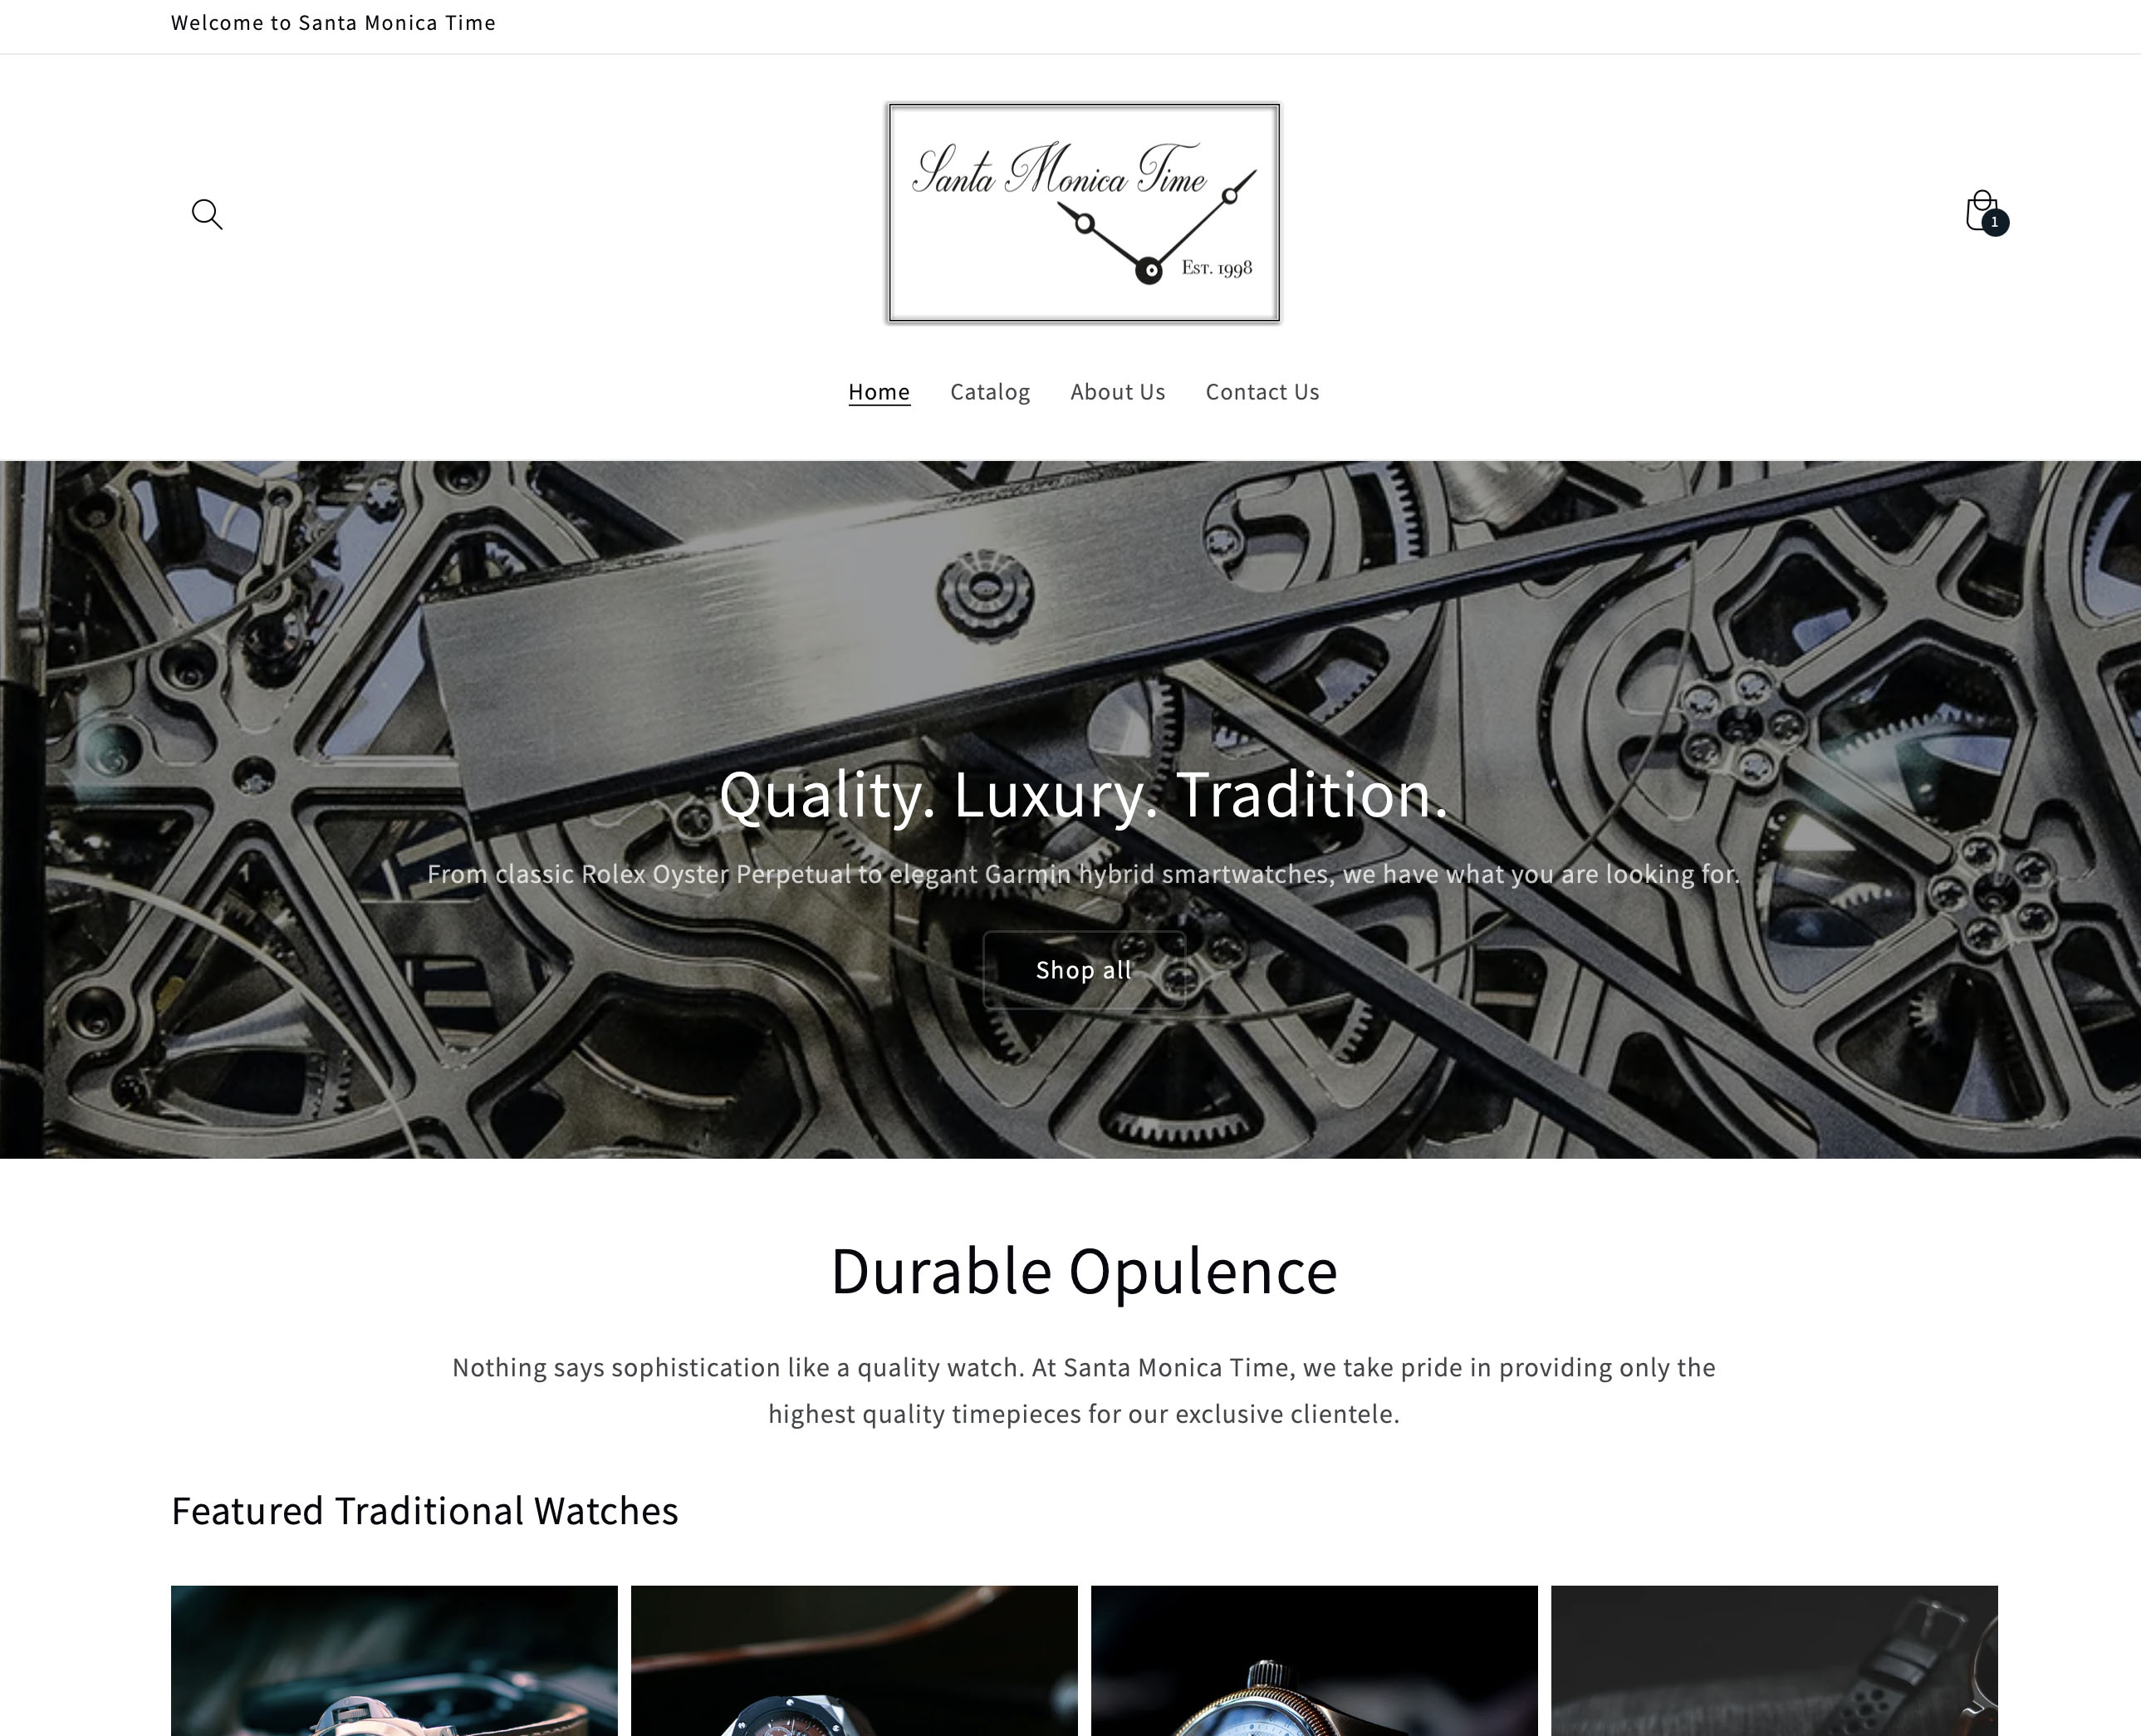 Welcome to Santa Monica Time
Santa Monica Time
Est. 1998
1
Home Catalog About Us Contact Us
Quality. Luxury. Tradition.
From classic Rolex Oyster Perpetual to elegant Garmin hybrid smartwatches, we have what you are looking for.
Shop all
Durable Opulence
Nothing says sophistication like a quality watch. At Santa Monica Time, we take pride in providing only the
highest quality timepieces for our exclusive clientele.
Featured Traditional Watches